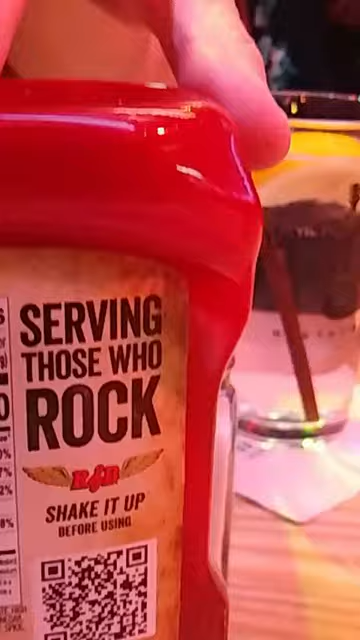 SERVING
THOSE WHO
ROCK
R&R
SHAKE IT UP
BEFORE USING